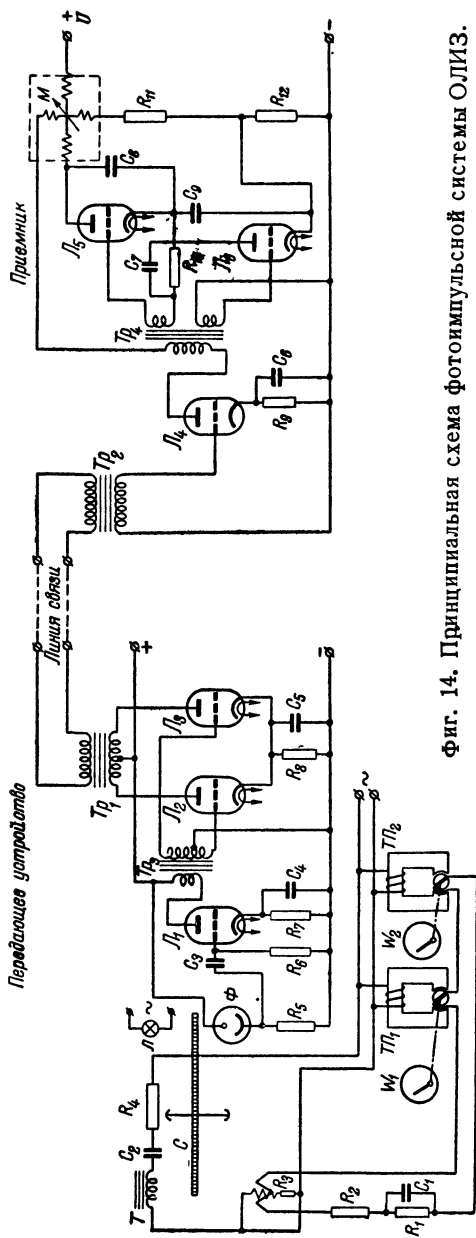 Передающее устройство
Приемник
Линия связи
Тр₁
Тр₂
Тр₃
Тр₄
Л₁
Л₂
Л₃
Л₄
Л₅
C₃
C₄
C₅
C₆
C₇
C₈
C₉
R₅
R₆
R₇
R₈
R₉
R₁₁
R₁₂
M
+
U
-
+
-
л
~
Ф
T
C₂
R₄
C
R₃
R₂
R₁
C₁
W₁
W₂
ТП₁
ТП₂
~
Фиг. 14. Принципиальная схема фотоимпульсной системы ОЛИЗ.